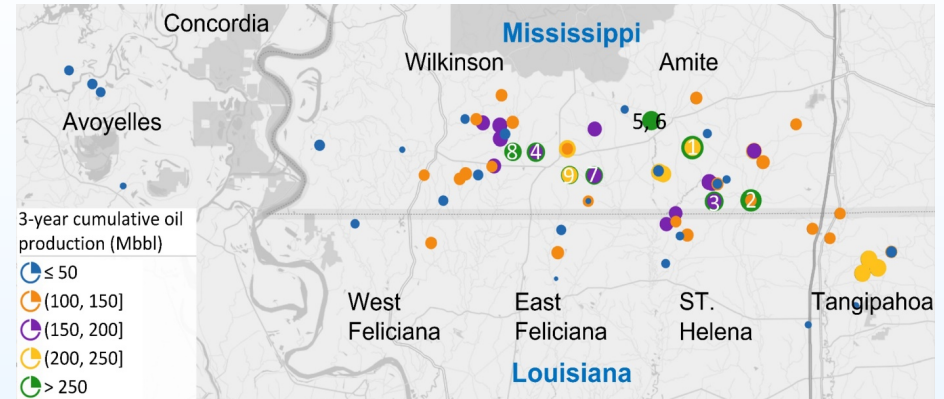 Concordia
Mississippi
Wilkinson
Amite
Avoyelles
5, 6
1
8
4
9
7
3
2
3-year cumulative oil
production (Mbbl)
≤ 50
(100, 150]
(150, 200]
(200, 250]
> 250
West
Feliciana
East
Feliciana
ST.
Helena
Tangipahoa
Louisiana